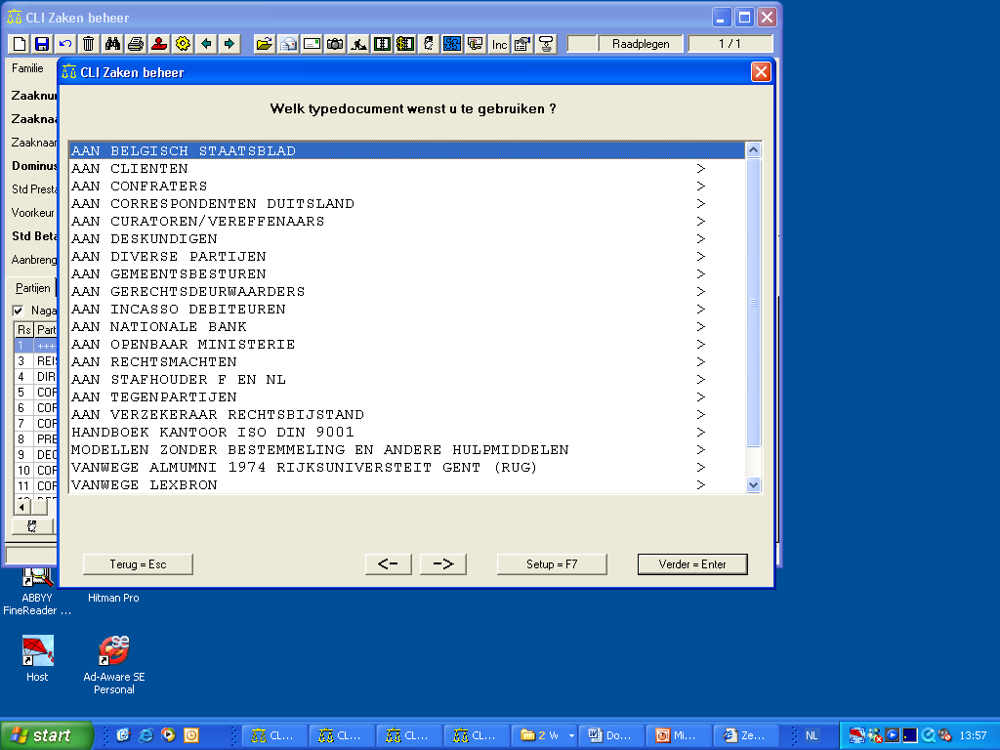 CLI Zaken beheer
Inc
Raadplegen
1 / 1
Familie
CLI Zaken beheer
Welk typedocument wenst u te gebruiken ?
AAN BELGISCH STAATSBLAD
AAN CLIENTEN >
AAN CONFRATERS >
AAN CORRESPONDENTEN DUITSLAND >
AAN CURATOREN/VEREFFENAARS >
AAN DESKUNDIGEN >
AAN DIVERSE PARTIJEN >
AAN GEMEENTSBESTUREN >
AAN GERECHTSDEURWAARDERS >
AAN INCASSO DEBITEUREN >
AAN NATIONALE BANK >
AAN OPENBAAR MINISTERIE >
AAN RECHTSMACHTEN >
AAN STAFHOUDER F EN NL >
AAN TEGENPARTIJEN >
AAN VERZEKERAAR RECHTSBIJSTAND >
HANDBOEK KANTOOR ISO DIN 9001 >
MODELLEN ZONDER BESTEMMELING EN ANDERE HULPMIDDELEN >
VANWEGE ALMUMNI 1974 RIJKSUNIVERSTEIT GENT (RUG) >
VANWEGE LEXBRON >
Terug = Esc
<-
->
Setup = F7
Verder = Enter
Zaaknu
Zaakna
Zaaknaar
Dominus
Std Presta
Voorkeur
Std Beta
Aanbreng
Partijen
Naga
Rs Part
1 +++
3 REI
4 DIR
5 COF
6 COF
7 COF
8 PRE
9 DEC
10 COF
11 COF
ABBYY
FineReader ...
Hitman Pro
Host
Ad-Aware SE
Personal
start
CL...
CL...
CL...
CL...
2 W
Do...
Mi...
Ze...
NL
13:57